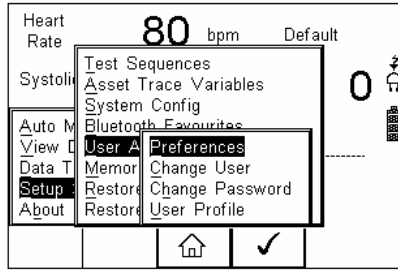 Heart Rate 80 bpm Default
Systoli 0
Test Sequences
Asset Trace Variables
System Config
Bluetooth Favourites
User A
Memor
Restore
Restore
Auto M
View D
Data T
Setup
About
Preferences
Change User
Change Password
User Profile